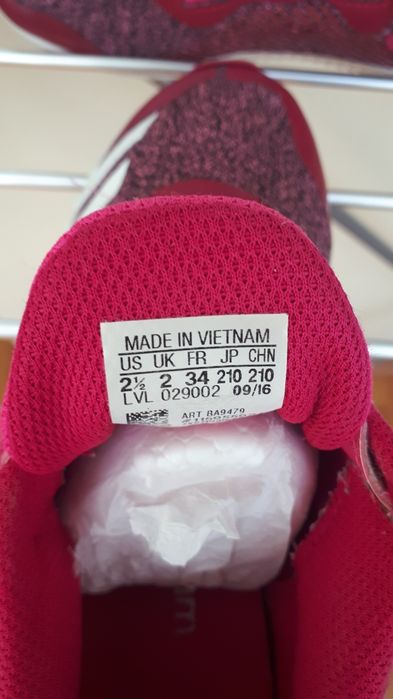 MADE IN VIETNAM
US UK FR JP CHN
2½ 2 34 210 210
LVL 029002 09/16
ART BA9479